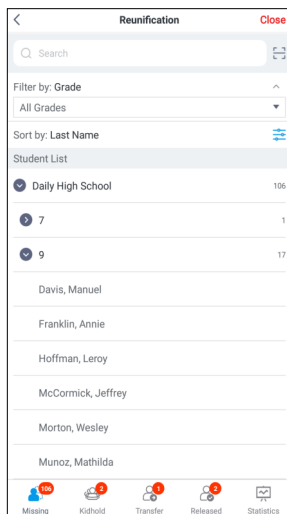 Reunification Close
Search
Filter by: Grade
All Grades
Sort by: Last Name
Student List
Daily High School 106
7 1
9 17
Davis, Manuel
Franklin, Annie
Hoffman, Leroy
McCormick, Jeffrey
Morton, Wesley
Munoz, Mathilda
106 2 1 2
Missing Kidhold Transfer Released Statistics